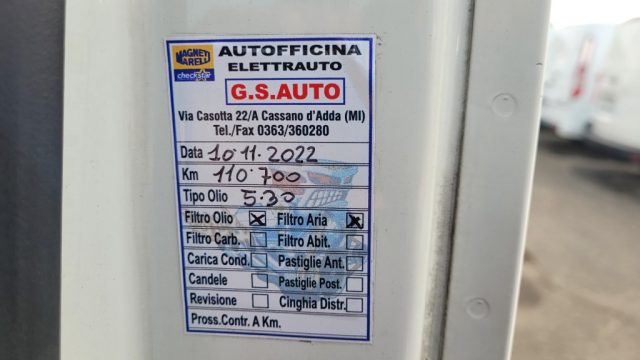 MAGNETI MARELLI
checkstar
AUTOFFICINA
ELETTRAUTO
G.S.AUTO
Via Casotta 22/A Cassano d'Adda (MI)
Tel./Fax 0363/360280
Data 10.11.2022
Km 110.700
Tipo Olio 5.30
Filtro Olio Filtro Aria
Filtro Carb. Filtro Abit.
Carica Cond. Pastiglie Ant.
Candele Pastiglie Post.
Revisione Cinghia Distr.
Pross.Contr. A Km.